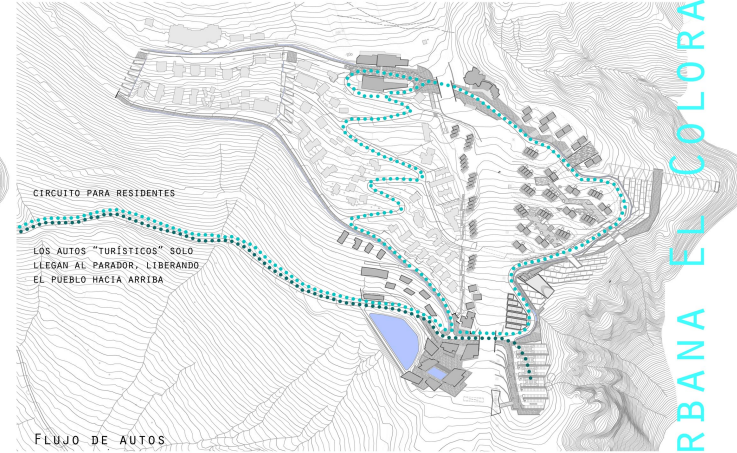 CIRCUITO PARA RESIDENTES
LOS AUTOS "TURÍSTICOS" SOLO
LLEGAN AL PARADOR, LIBERANDO
EL PUEBLO HACIA ARRIBA
FLUJO DE AUTOS
RBANA EL COLORA